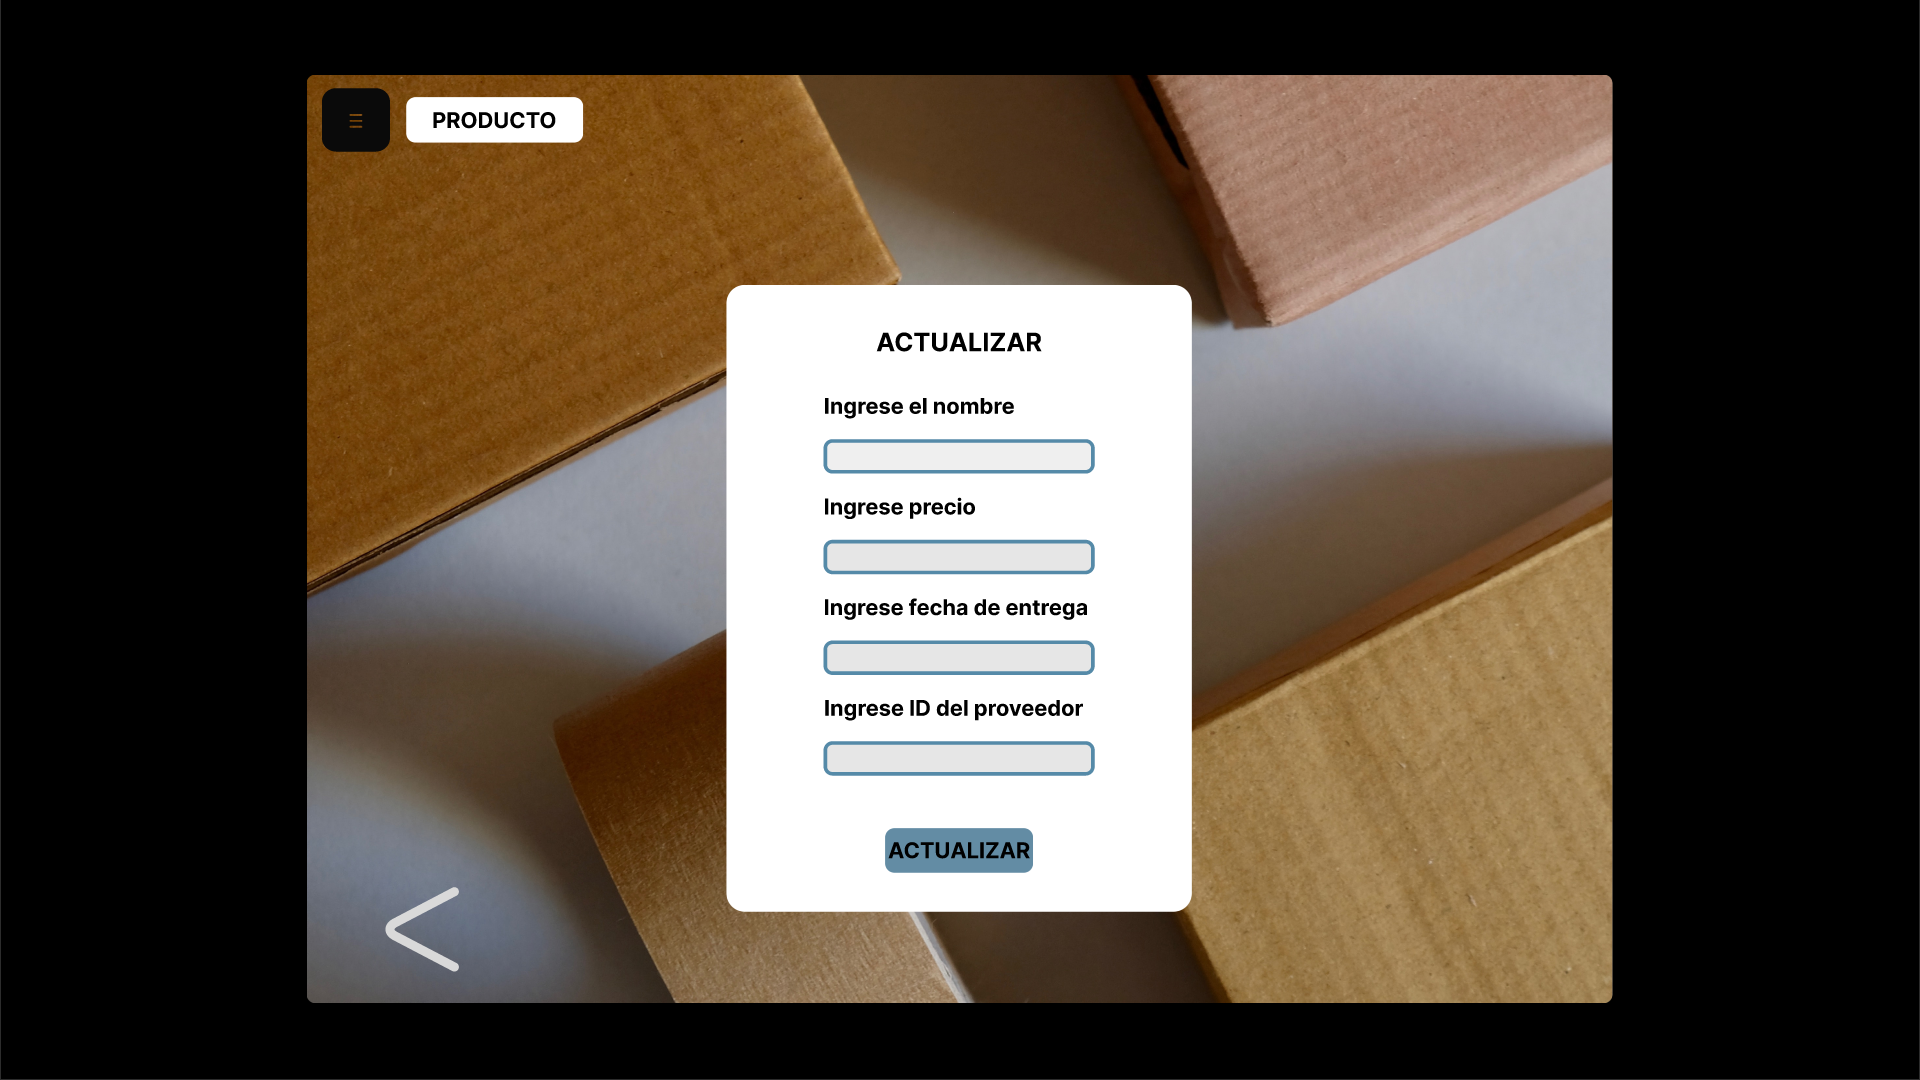 PRODUCTO
ACTUALIZAR
Ingrese el nombre
Ingrese precio
Ingrese fecha de entrega
Ingrese ID del proveedor
ACTUALIZAR